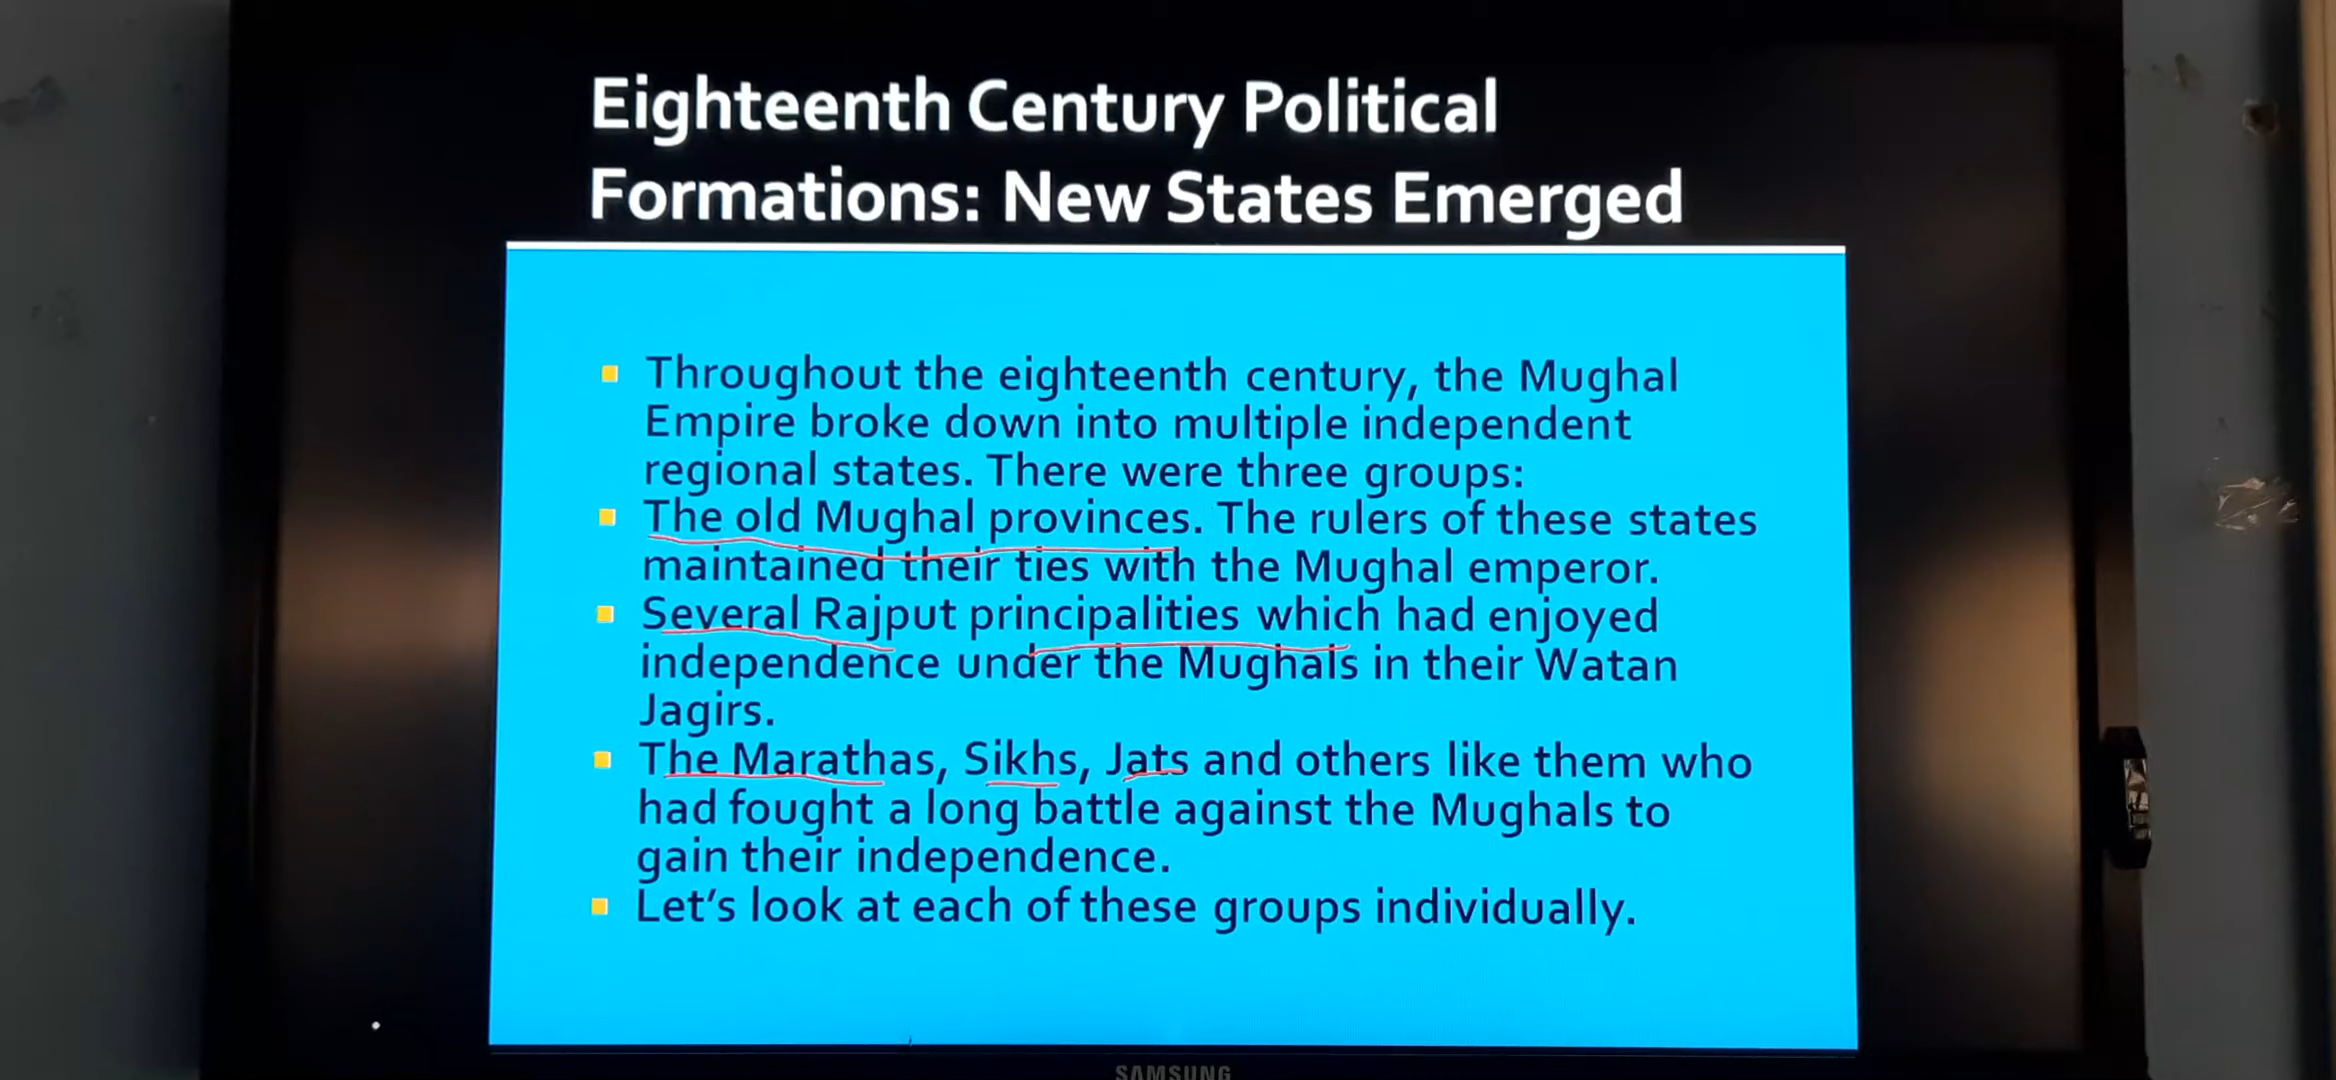 Eighteenth Century Political
Formations: New States Emerged
Throughout the eighteenth century, the Mughal
Empire broke down into multiple independent
regional states. There were three groups:
The old Mughal provinces. The rulers of these states
maintained their ties with the Mughal emperor.
Several Rajput principalities which had enjoyed
independence under the Mughals in their Watan
Jagirs.
The Marathas, Sikhs, Jats and others like them who
had fought a long battle against the Mughals to
gain their independence.
Let's look at each of these groups individually.
SAMSUNG